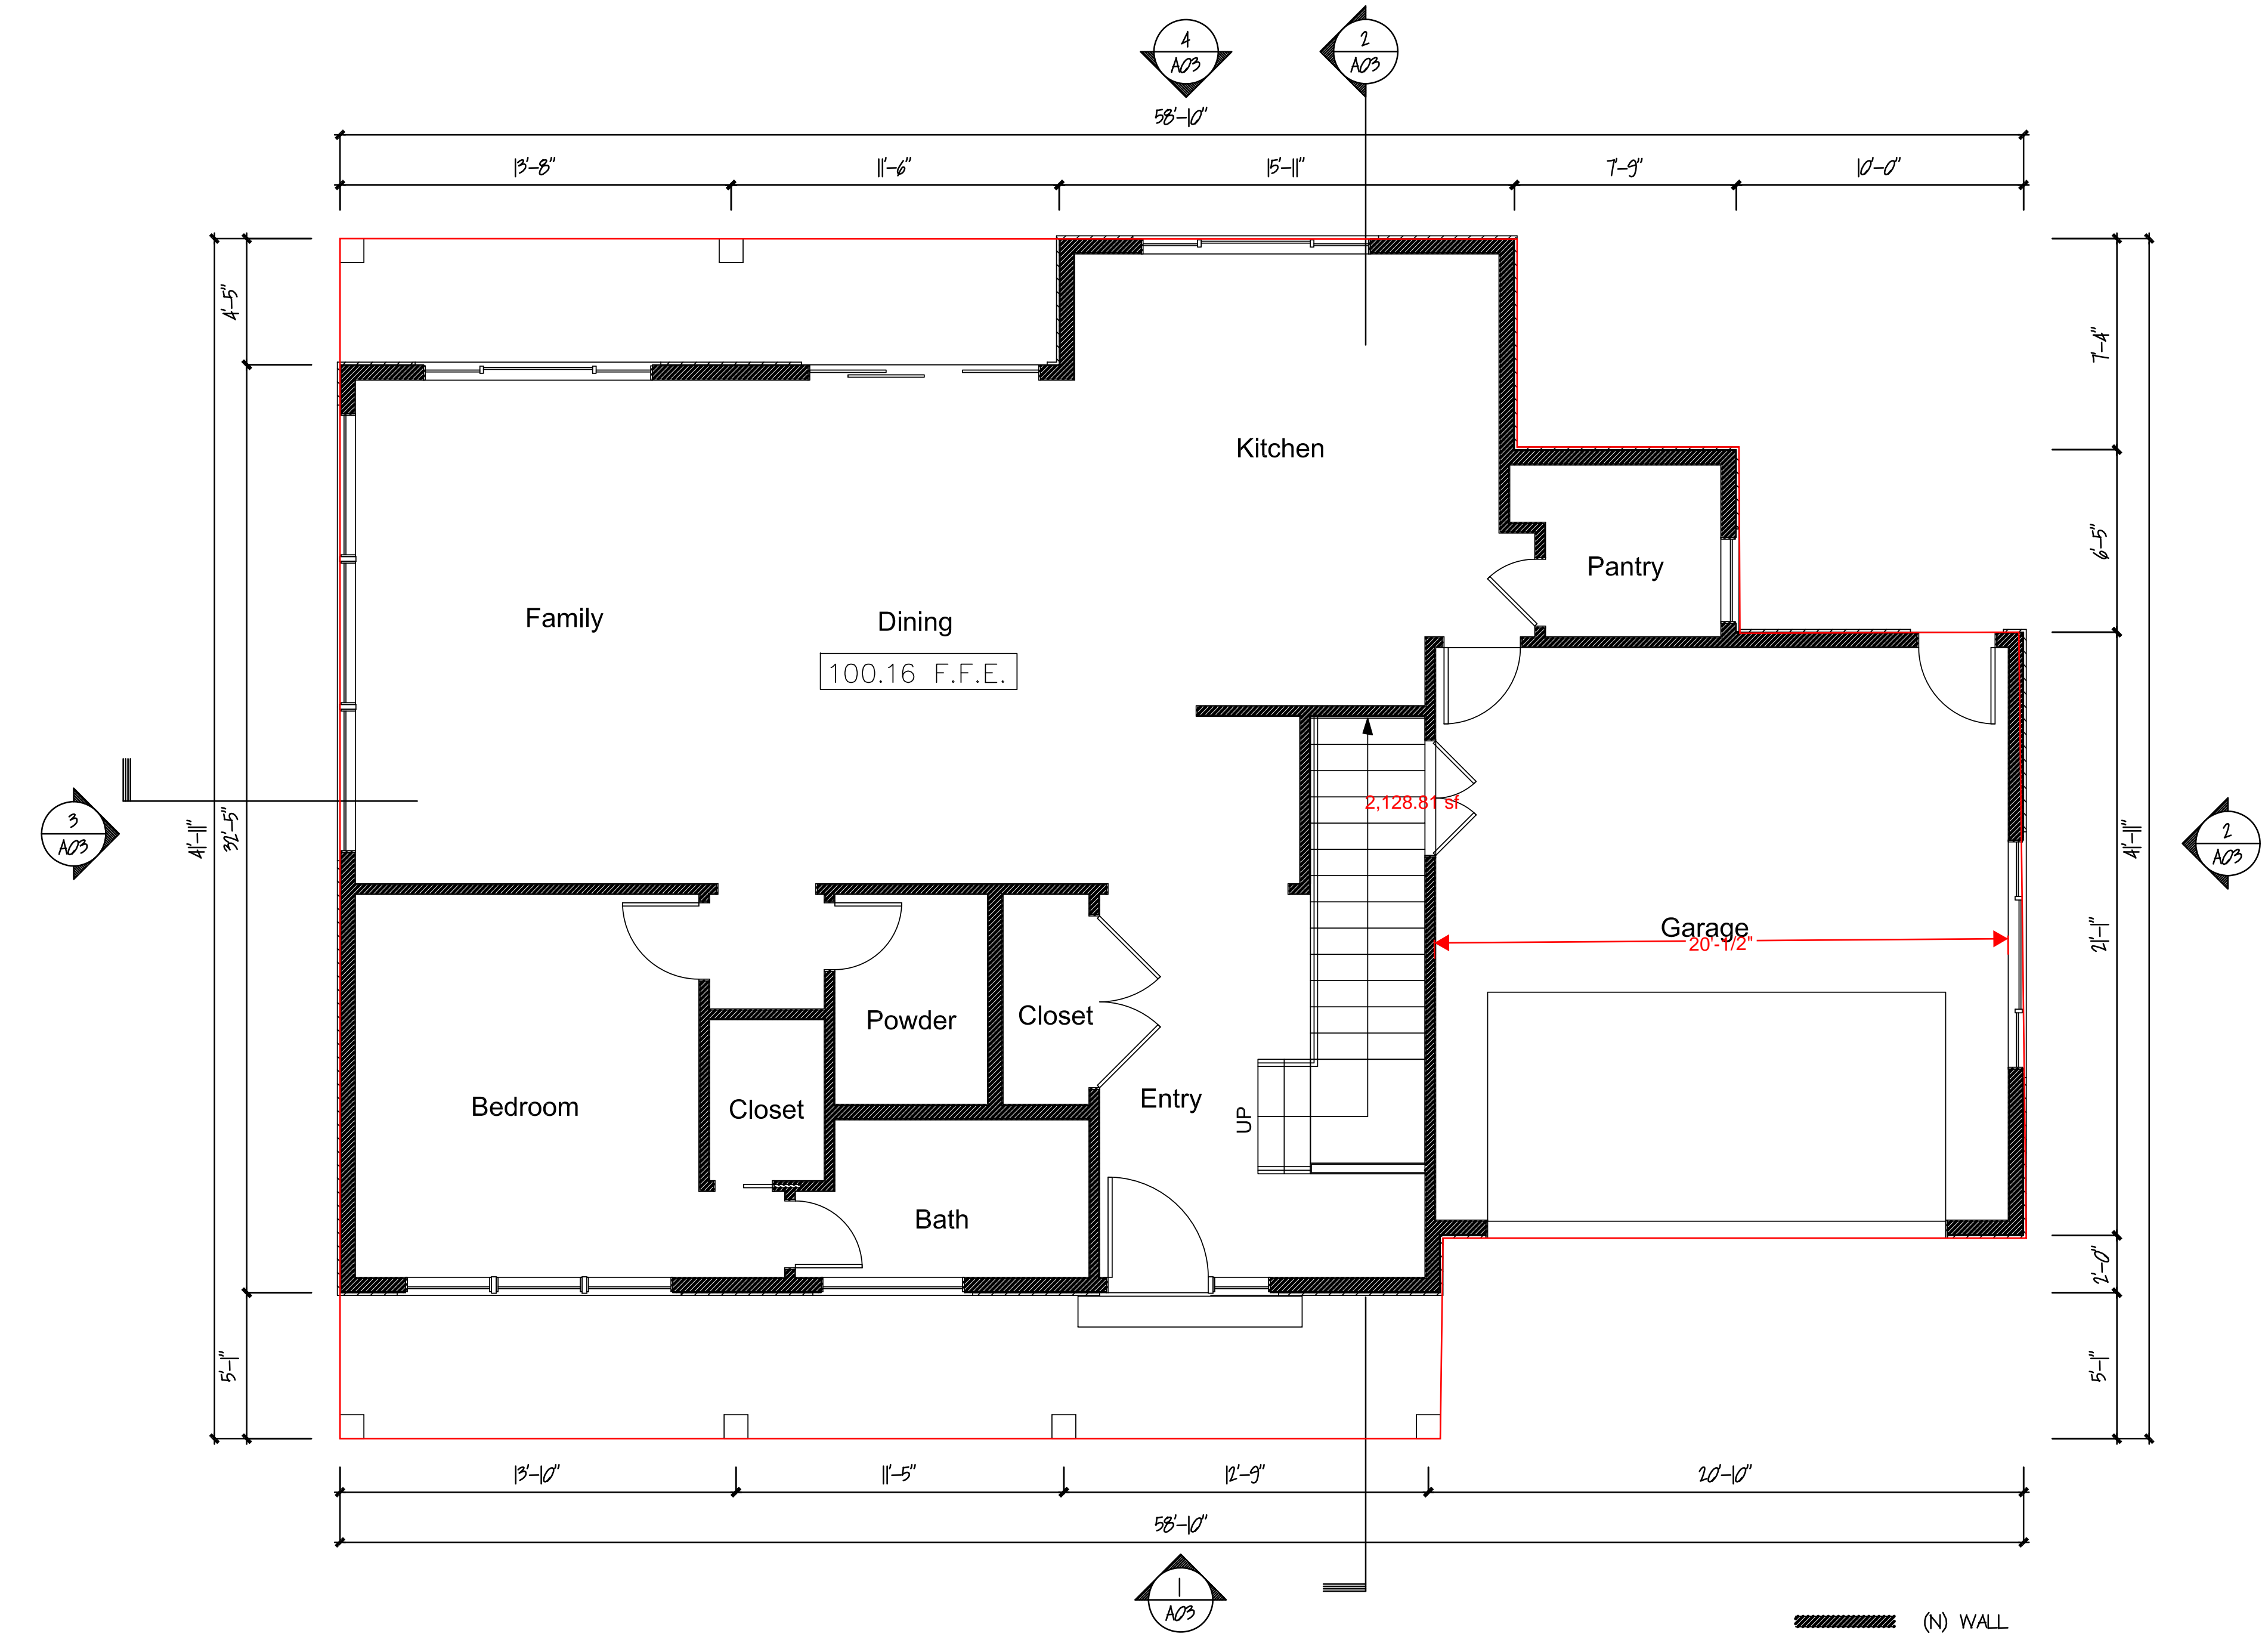 4
A03
2
A03
58'-10"
13'-8"
11'-6"
15'-11"
7'-9"
10'-0"
4'-5"
7'-4"
Kitchen
6'-5"
Pantry
Family
Dining
100.16 F.F.E.
2,128.81 sf
3
A03
41'-11"
32'-5"
41'-11"
2
A03
Garage
20'-1/2"
21'-1"
Powder
Closet
Bedroom
Closet
Entry
UP
Bath
2'-0"
5'-1"
5'-1"
13'-10"
11'-5"
12'-9"
20'-10"
58'-10"
1
A03
(N) WALL